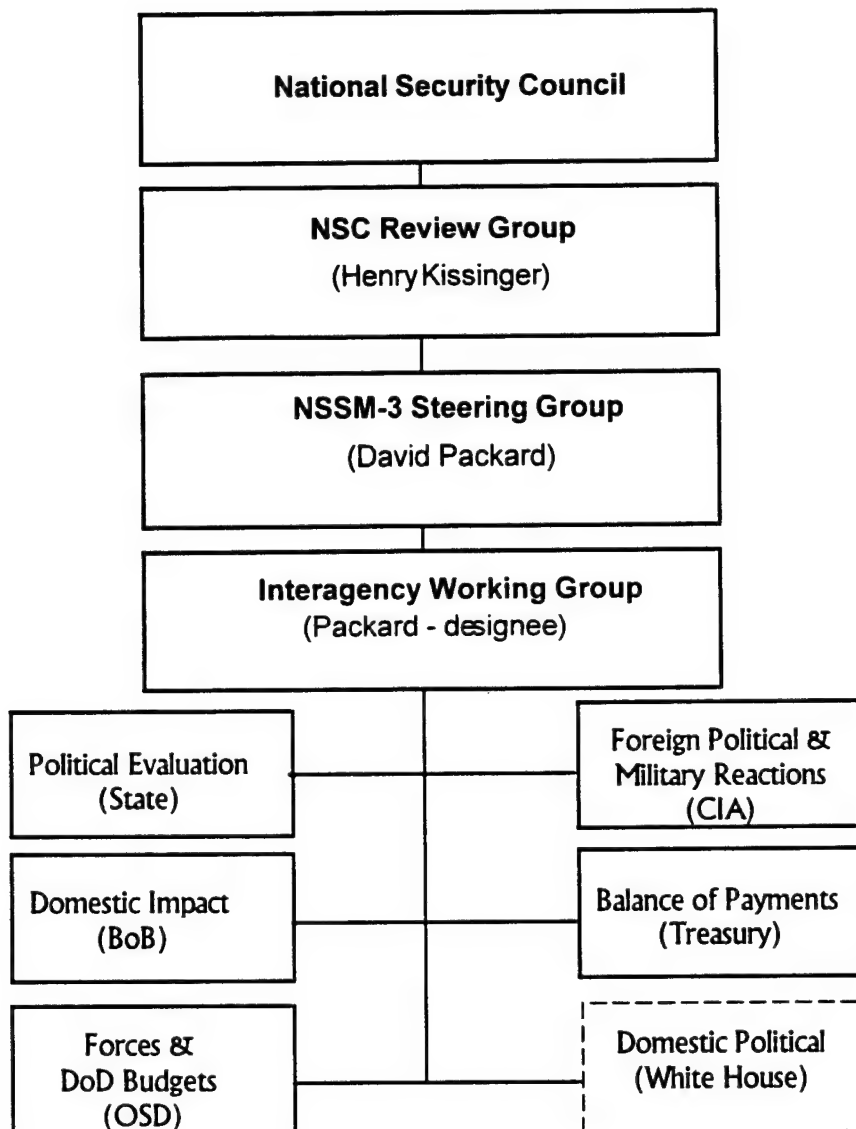 National Security Council
NSC Review Group
(Henry Kissinger)
NSSM-3 Steering Group
(David Packard)
Interagency Working Group
(Packard - designee)
Political Evaluation
(State)
Foreign Political &
Military Reactions
(CIA)
Domestic Impact
(BoB)
Balance of Payments
(Treasury)
Forces &
DoD Budgets
(OSD)
Domestic Political
(White House)